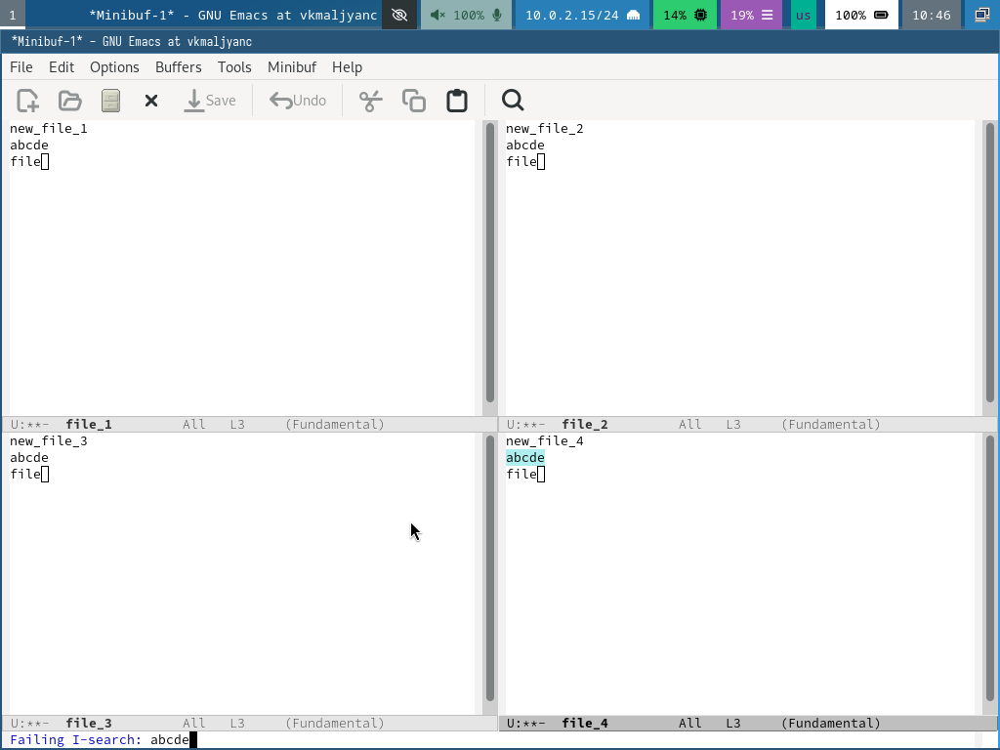 1 *Minibuf-1* - GNU Emacs at vkmaljyanc 100% 10.0.2.15/24 14% 19% us 100% 10:46
*Minibuf-1* - GNU Emacs at vkmaljyanc
File Edit Options Buffers Tools Minibuf Help
Save Undo
new_file_1
abcde
file
U:**- file_1 All L3 (Fundamental)
new_file_2
abcde
file
U:**- file_2 All L3 (Fundamental)
new_file_3
abcde
file
U:**- file_3 All L3 (Fundamental)
new_file_4
abcde
file
U:**- file_4 All L3 (Fundamental)
Failing I-search: abcde